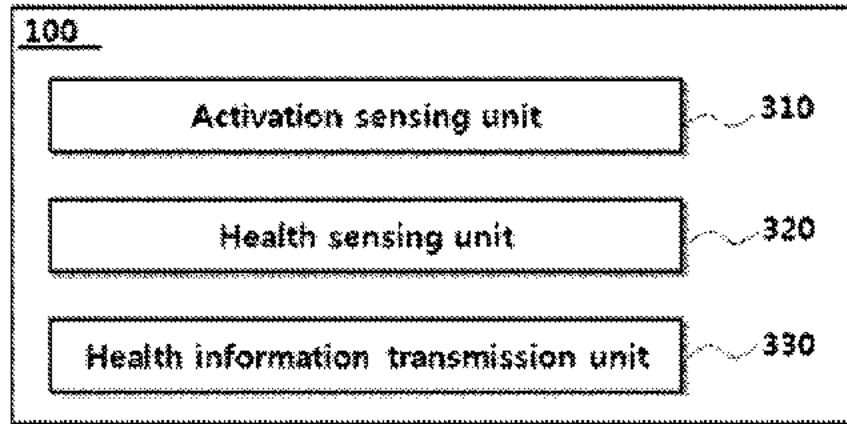 100
Activation sensing unit 310
Health sensing unit 320
Health information transmission unit 330